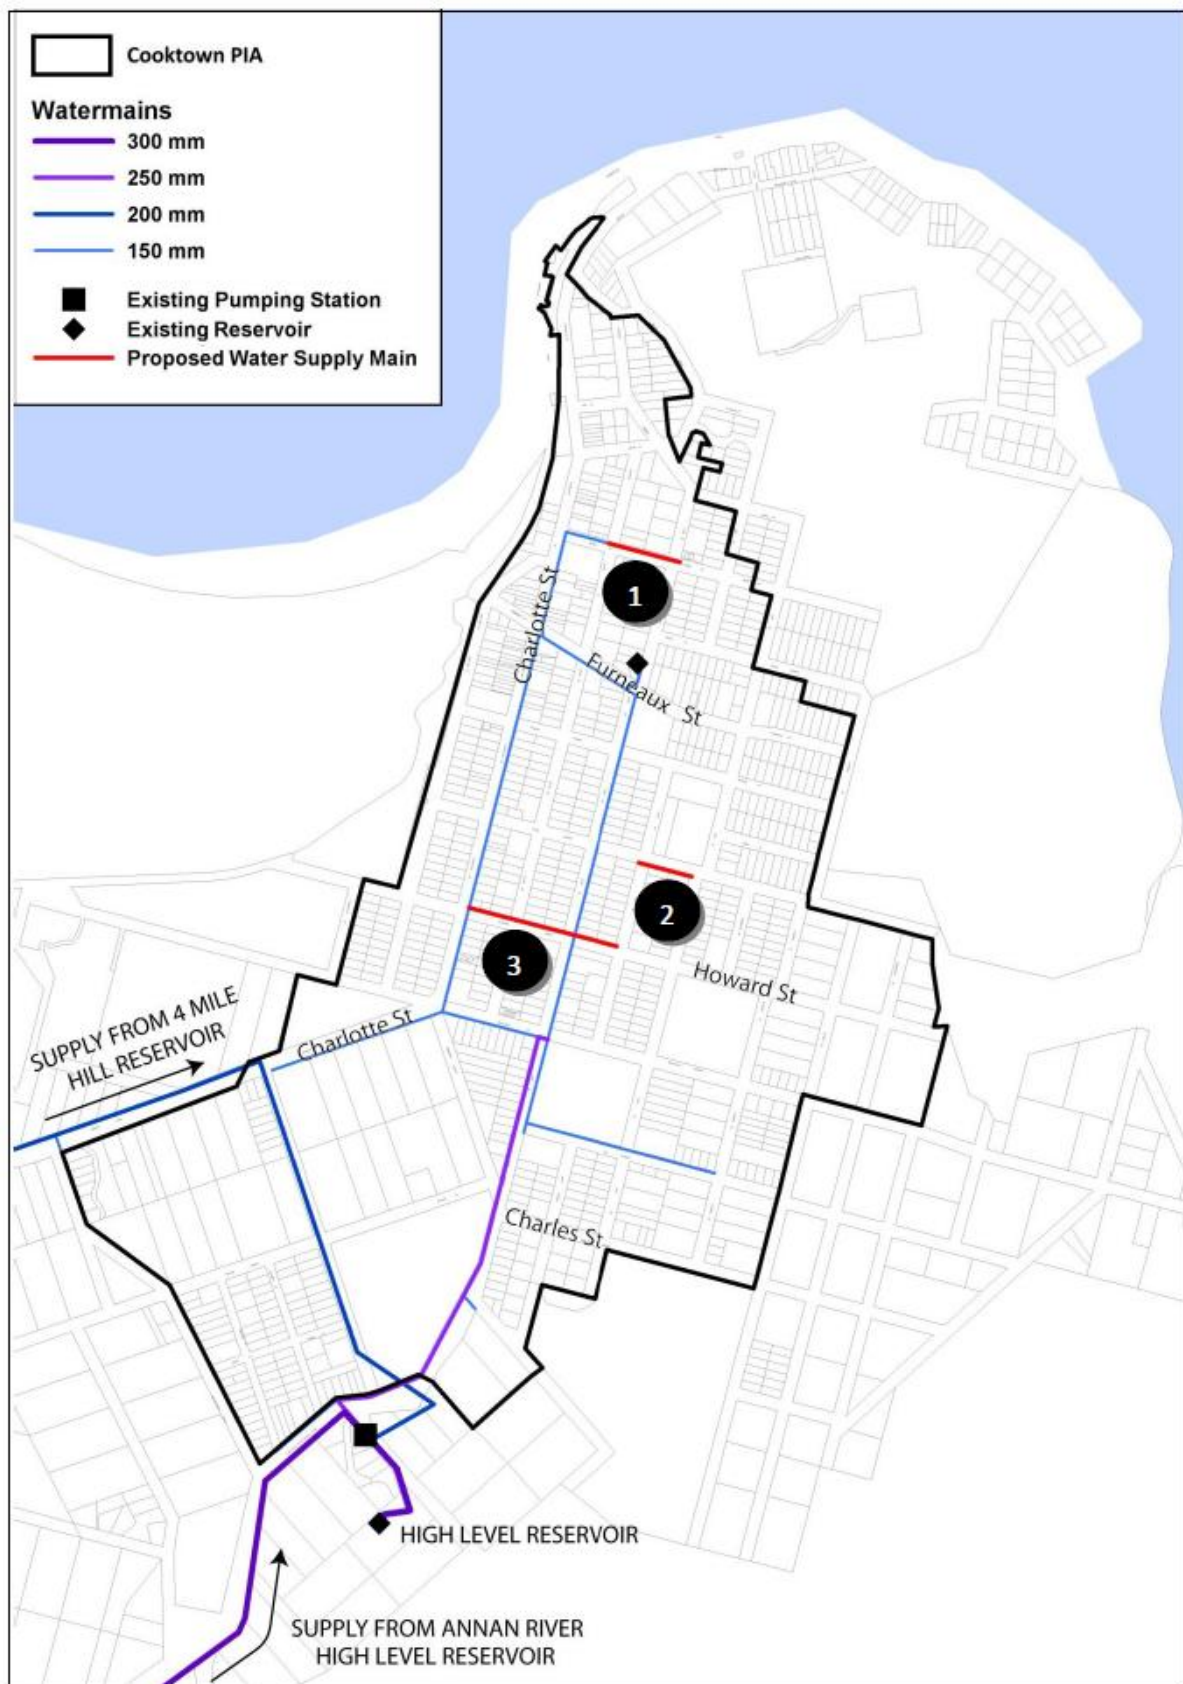 Cooktown PIA
Watermains
300 mm
250 mm
200 mm
150 mm
Existing Pumping Station
Existing Reservoir
Proposed Water Supply Main
1
Charlotte St
Furneaux St
2
3
Howard St
SUPPLY FROM 4 MILE
HILL RESERVOIR
Charlotte St
Charles St
HIGH LEVEL RESERVOIR
SUPPLY FROM ANNAN RIVER
HIGH LEVEL RESERVOIR